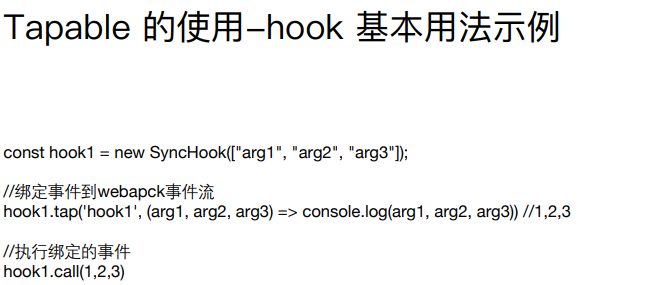 Tapable 的使用–hook 基本用法示例
const hook1 = new SyncHook(["arg1", "arg2", "arg3"]);
//绑定事件到webapck事件流
hook1.tap('hook1', (arg1, arg2, arg3) => console.log(arg1, arg2, arg3)) //1,2,3
//执行绑定的事件
hook1.call(1,2,3)